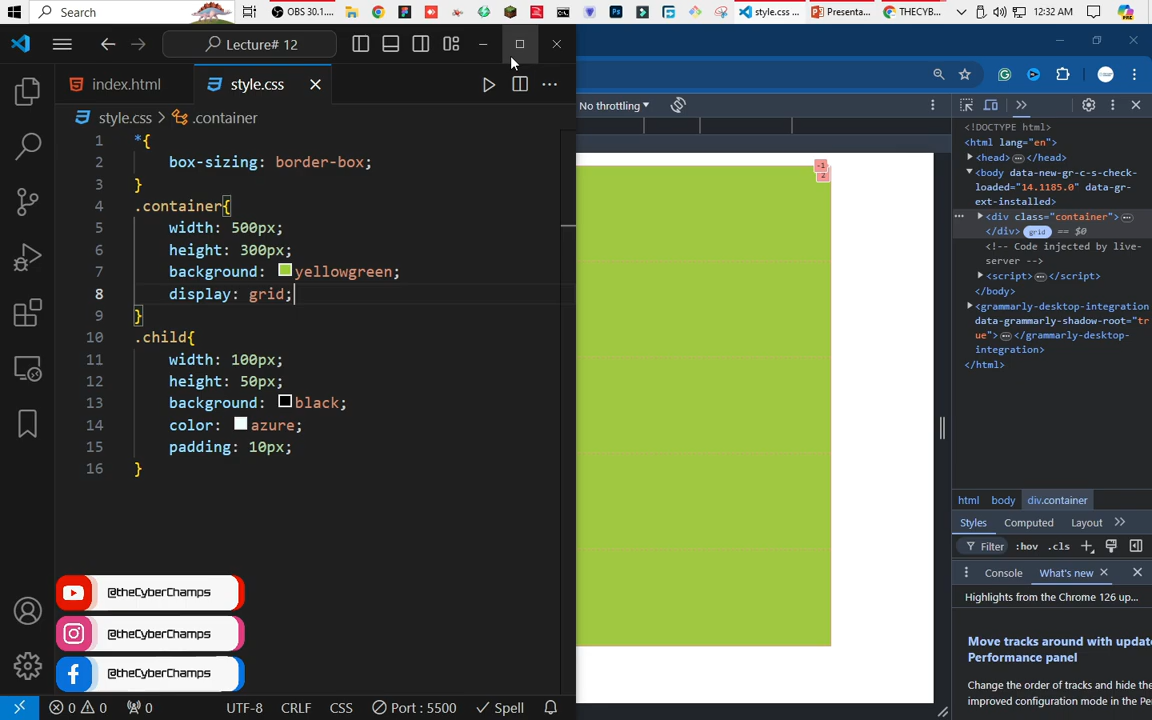 Search
OBS 30.1....
style.css ...
Presenta...
THECYB...
12:32 AM
PRE
Lecture# 12
index.html
style.css
style.css > .container
No throttling
1 *{
2 box-sizing: border-box;
3 }
4 .container{
5 width: 500px;
6 height: 300px;
7 background: yellowgreen;
8 display: grid;
9 }
10 .child{
11 width: 100px;
12 height: 50px;
13 background: black;
14 color: azure;
15 padding: 10px;
16 }
-1
2
<!DOCTYPE html>
<html lang="en">
<head> </head>
<body data-new-gr-c-s-check-
loaded="14.1185.0" data-gr-
ext-installed>
<div class="container">
</div> grid == $0
<!-- Code injected by live-
server -->
<script> </script>
</body>
<grammarly-desktop-integration
data-grammarly-shadow-root="tr
ue"> </grammarly-desktop-
integration>
</html>
html body div.container
Styles Computed Layout
Filter :hov .cls
Console What's new
Highlights from the Chrome 126 up...
Move tracks around with update
Performance panel
Change the order of tracks and hide the
improved configuration mode in the Pe
@theCyberChamps
@theCyberChamps
@theCyberChamps
0 0 0 UTF-8 CRLF CSS Port : 5500 Spell